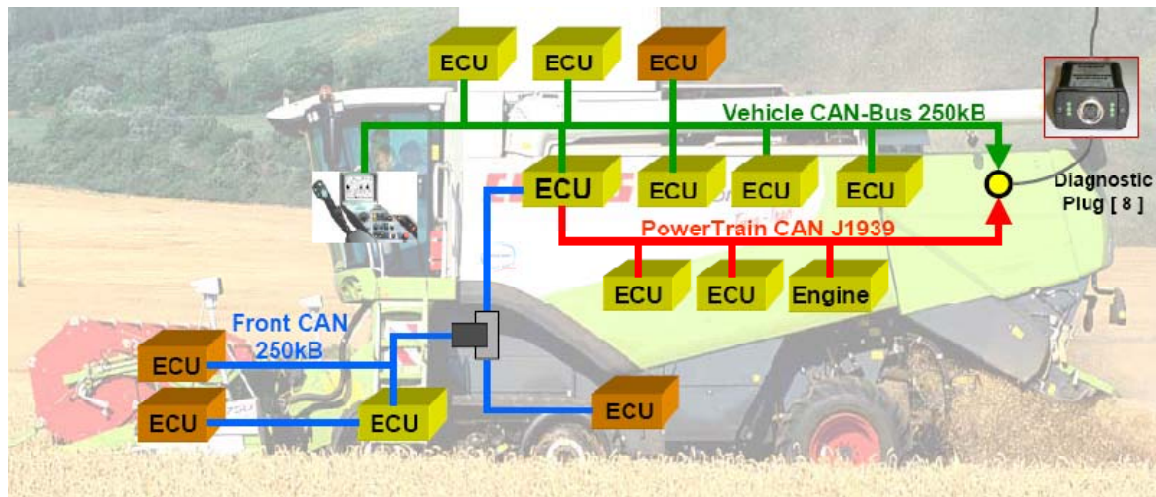 ECU
ECU
ECU
Vehicle CAN-Bus 250kB
ECU
ECU
ECU
ECU
Diagnostic
Plug [ 8 ]
PowerTrain CAN J1939
ECU
ECU
Engine
Front CAN
250kB
ECU
ECU
ECU
ECU